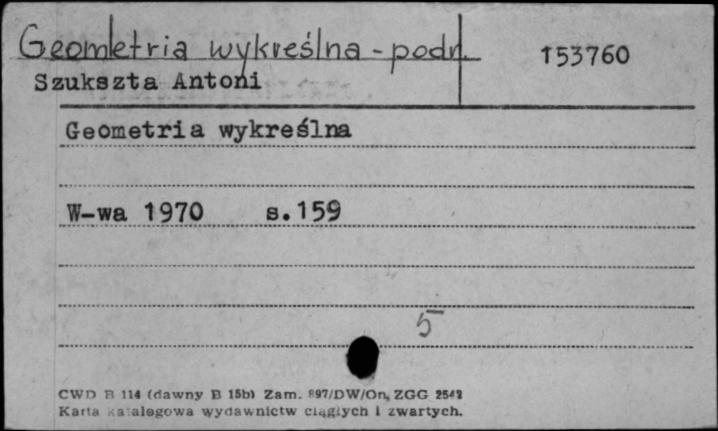 Geometria wykreślna - podr.
153760
Szukszta Antoni
Geometria wykreślna
W-wa 1970 s.159
5
CWD B 114 (dawny B 15b) Zam. 897/DW/On, ZGG
Karta katalogowa wydawnictw ciągłych i zwartych.